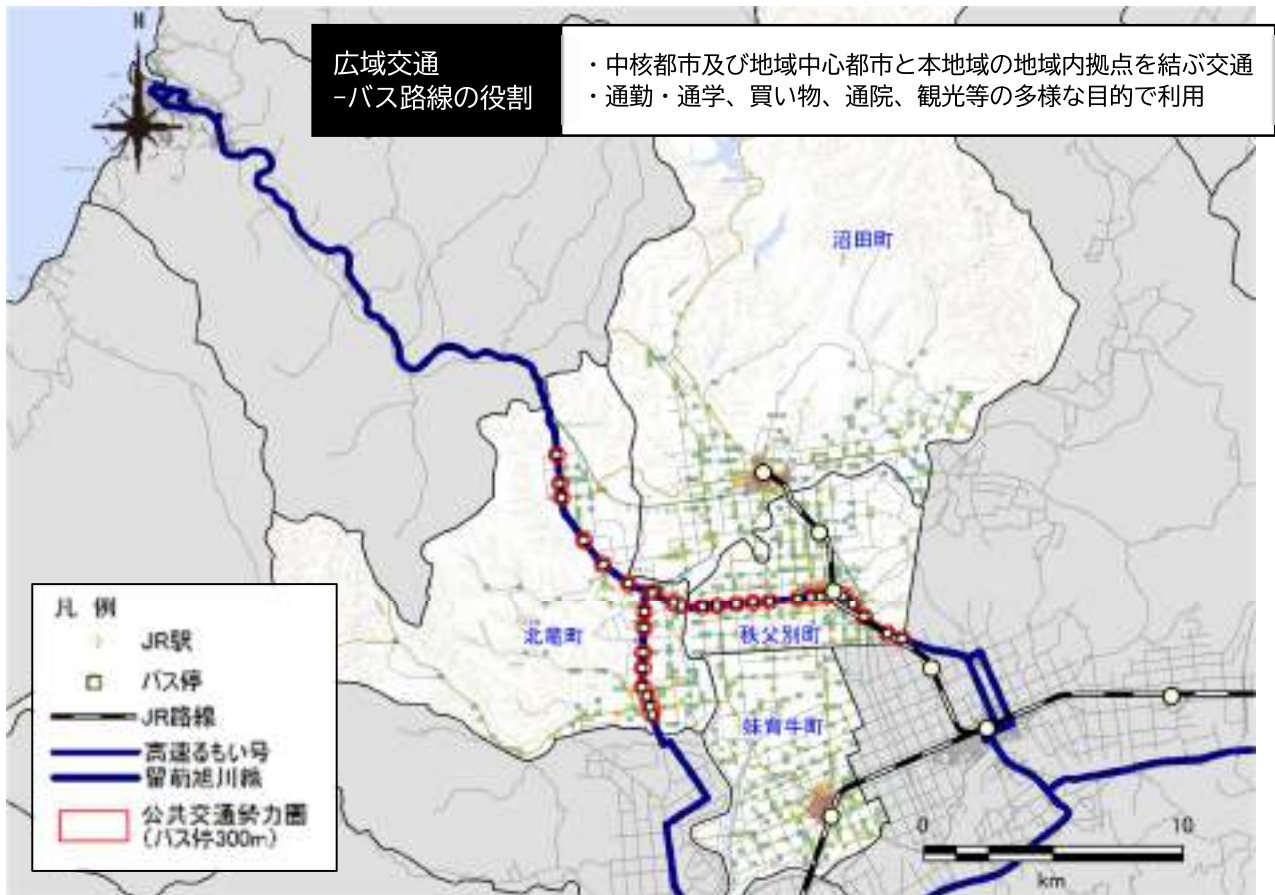 N
広域交通
-バス路線の役割
・中核都市及び地域中心都市と本地域の地域内拠点を結ぶ交通
・通勤・通学、買い物、通院、観光等の多様な目的で利用
沼田町
北竜町
秩父別町
妹背牛町
凡 例
JR駅
バス停
JR路線
高速るもい号
留萌旭川線
公共交通勢力圏
(バス停300m)
0
10
km